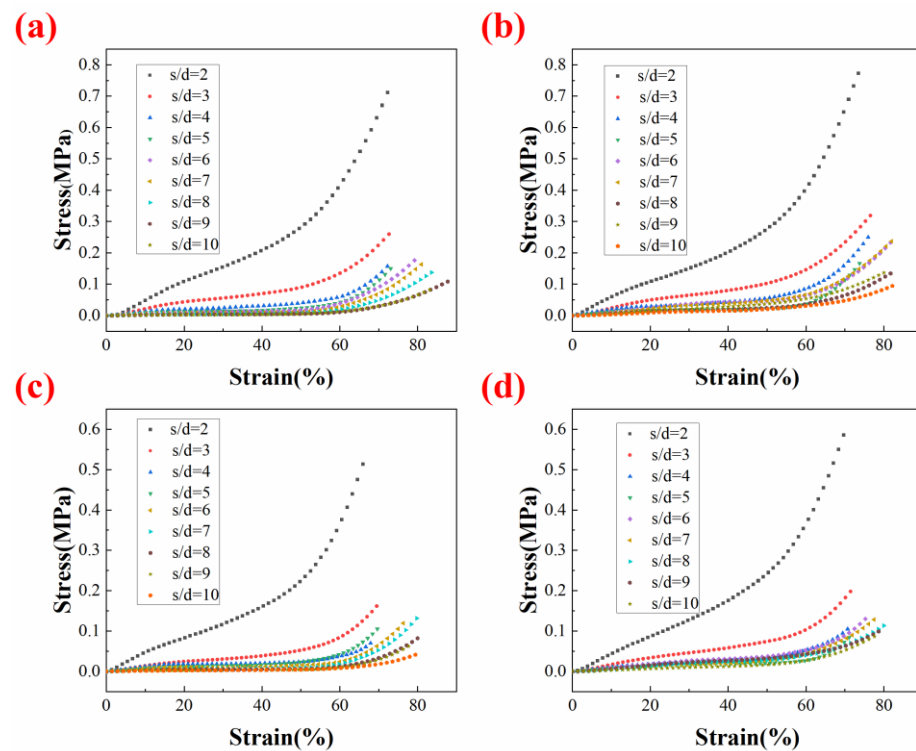 (a)
Stress(MPa)
0.8
0.7
0.6
0.5
0.4
0.3
0.2
0.1
0.0
s/d=2
s/d=3
s/d=4
s/d=5
s/d=6
s/d=7
s/d=8
s/d=9
s/d=10
0 20 40 60 80
Strain(%)
(b)
Stress(MPa)
0.8
0.7
0.6
0.5
0.4
0.3
0.2
0.1
0.0
s/d=2
s/d=3
s/d=4
s/d=5
s/d=6
s/d=7
s/d=8
s/d=9
s/d=10
0 20 40 60 80
Strain(%)
(c)
Stress(MPa)
0.6
0.5
0.4
0.3
0.2
0.1
0.0
s/d=2
s/d=3
s/d=4
s/d=5
s/d=6
s/d=7
s/d=8
s/d=9
s/d=10
0 20 40 60 80
Strain(%)
(d)
Stress(MPa)
0.6
0.5
0.4
0.3
0.2
0.1
0.0
s/d=2
s/d=3
s/d=4
s/d=5
s/d=6
s/d=7
s/d=8
s/d=9
s/d=10
0 20 40 60 80
Strain(%)